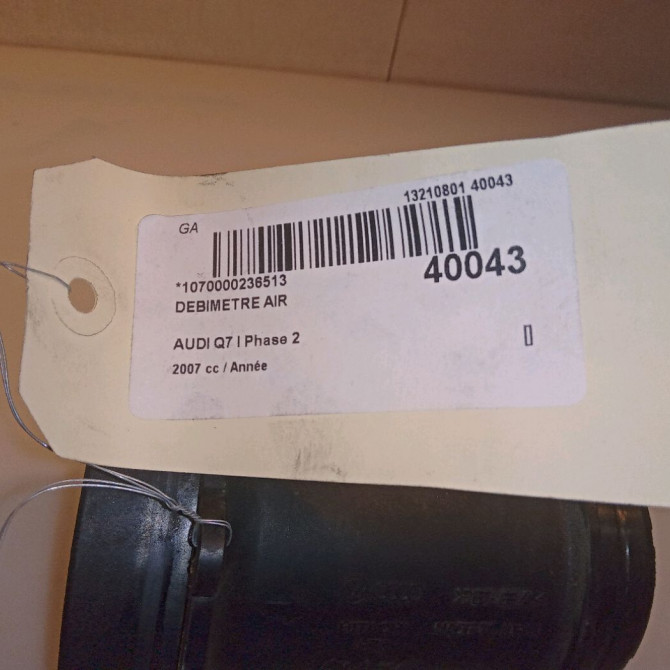 GA
13210801 40043
*1070000236513
40043
DEBIMETRE AIR
AUDI Q7 I Phase 2
2007 cc / Année